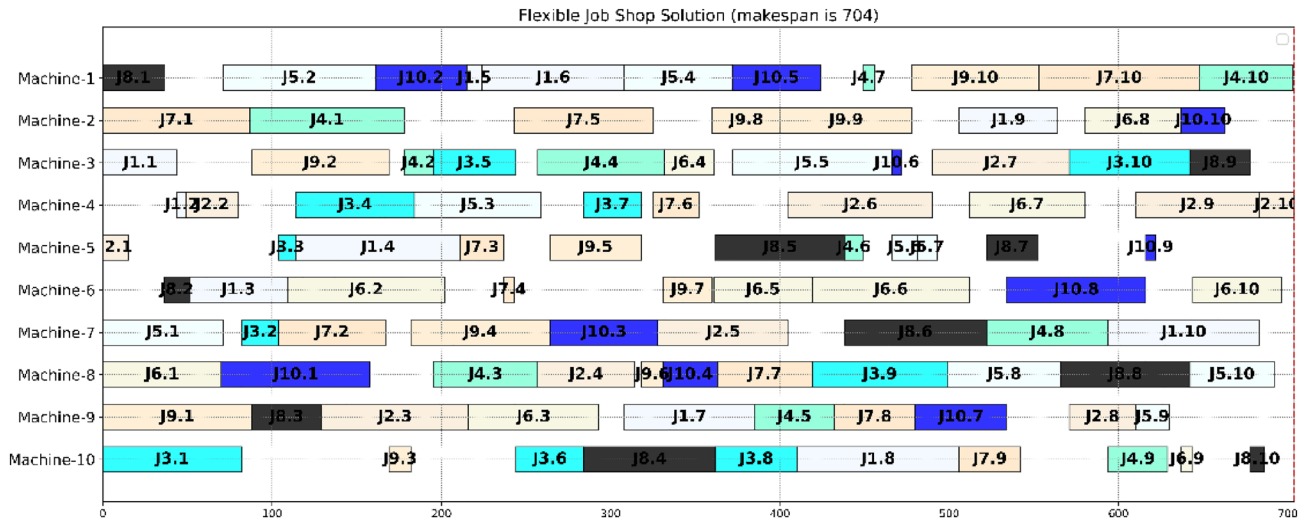 Flexible Job Shop Solution (makespan is 704)
Machine-1 J8.1 J5.2 J10.2 J1.5 J1.6 J5.4 J10.5 J4.7 J9.10 J7.10 J4.10
Machine-2 J7.1 J4.1 J7.5 J9.8 J9.9 J1.9 J6.8 J10.10
Machine-3 J1.1 J9.2 J4.2 J3.5 J4.4 J6.4 J5.5 J10.6 J2.7 J3.10 J8.9
Machine-4 J1.2 J2.2 J3.4 J5.3 J3.7 J7.6 J2.6 J6.7 J2.9 J2.10
Machine-5 2.1 J3.3 J1.4 J7.3 J9.5 J8.5 J4.6 J5.6 J5.7 J8.7 J10.9
Machine-6 J8.2 J1.3 J6.2 J7.4 J9.7 J6.5 J6.6 J10.8 J6.10
Machine-7 J5.1 J3.2 J7.2 J9.4 J10.3 J2.5 J8.6 J4.8 J1.10
Machine-8 J6.1 J10.1 J4.3 J2.4 J9.6 J10.4 J7.7 J3.9 J5.8 J8.8 J5.10
Machine-9 J9.1 J8.3 J2.3 J6.3 J1.7 J4.5 J7.8 J10.7 J2.8 J5.9
Machine-10 J3.1 J9.3 J3.6 J8.4 J3.8 J1.8 J7.9 J4.9 J6.9 J8.10
0 100 200 300 400 500 600 700